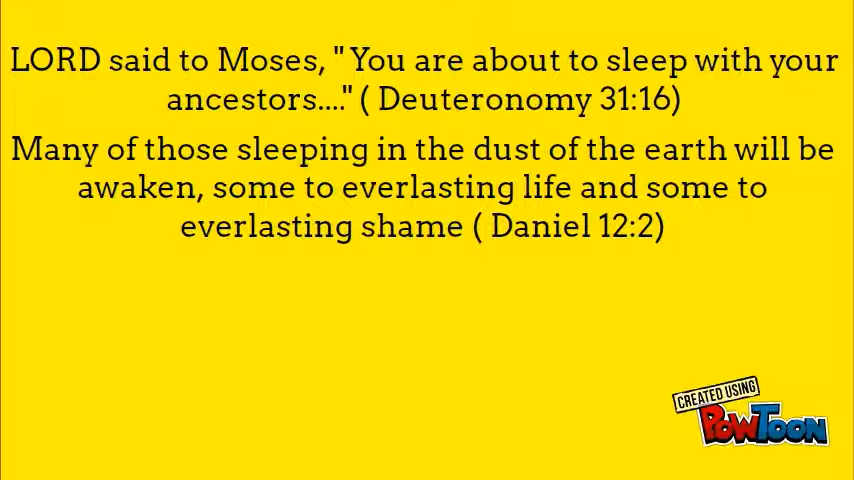 LORD said to Moses, " You are about to sleep with your
ancestors...." ( Deuteronomy 31:16)
Many of those sleeping in the dust of the earth will be
awaken, some to everlasting life and some to
everlasting shame ( Daniel 12:2)
CREATED USING
POWTOON